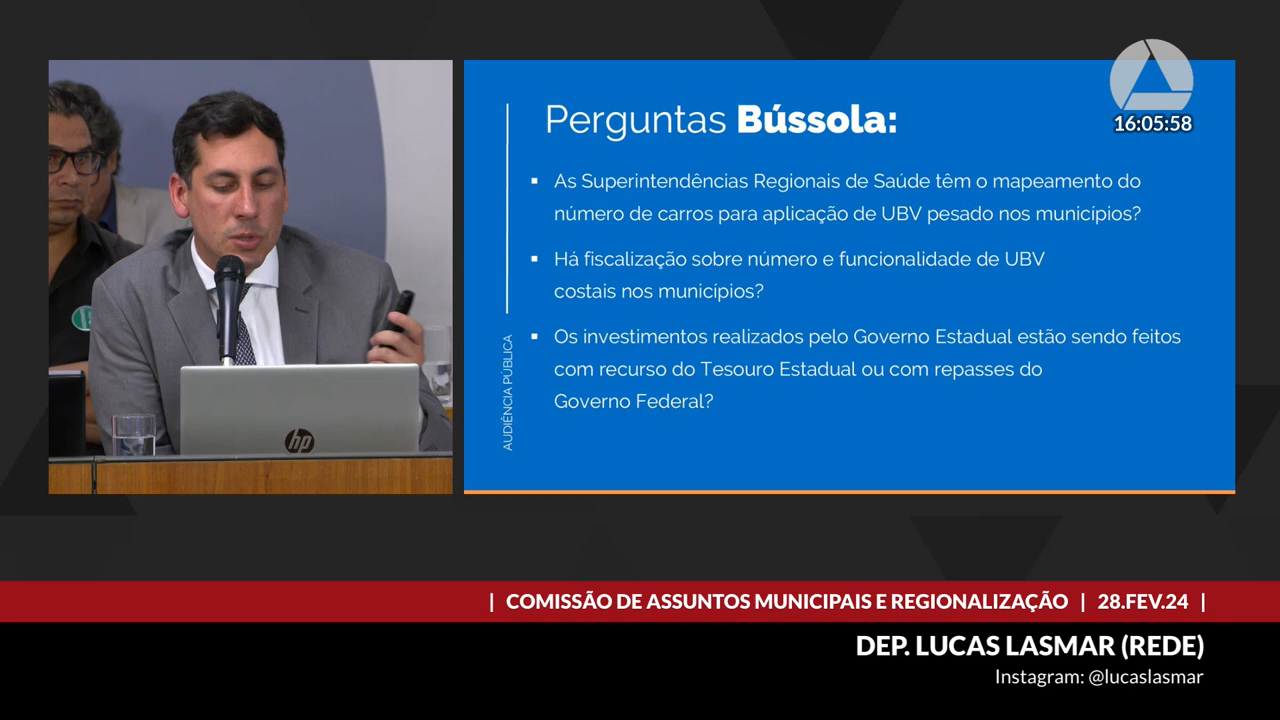 16:05:58
Perguntas Bússola:
▪ As Superintendências Regionais de Saúde têm o mapeamento do
número de carros para aplicação de UBV pesado nos municípios?
▪ Há fiscalização sobre número e funcionalidade de UBV
costais nos municípios?
▪ Os investimentos realizados pelo Governo Estadual estão sendo feitos
com recurso do Tesouro Estadual ou com repasses do
Governo Federal?
AUDIÊNCIA PÚBLICA
hp
| COMISSÃO DE ASSUNTOS MUNICIPAIS E REGIONALIZAÇÃO | 28.FEV.24 |
DEP. LUCAS LASMAR (REDE)
Instagram: @lucaslasmar